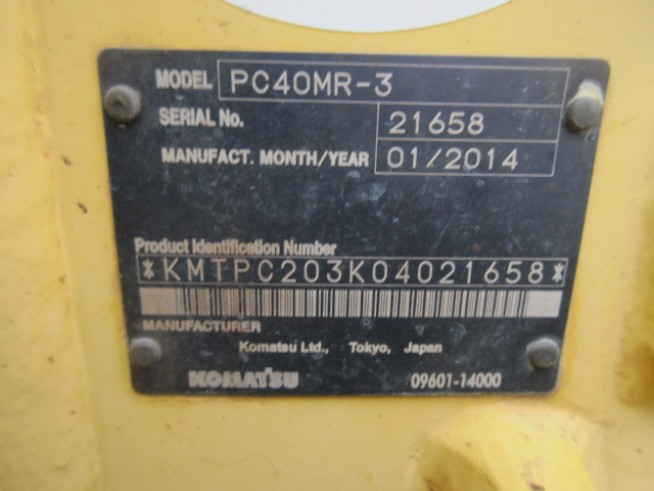 MODEL PC40MR-3
SERIAL No. 21658
MANUFACT. MONTH/YEAR 01/2014
Product Identification Number
*KMTPC203K04021658*
MANUFACTURER
Komatsu Ltd., Tokyo, Japan
KOMATSU 09601-14000